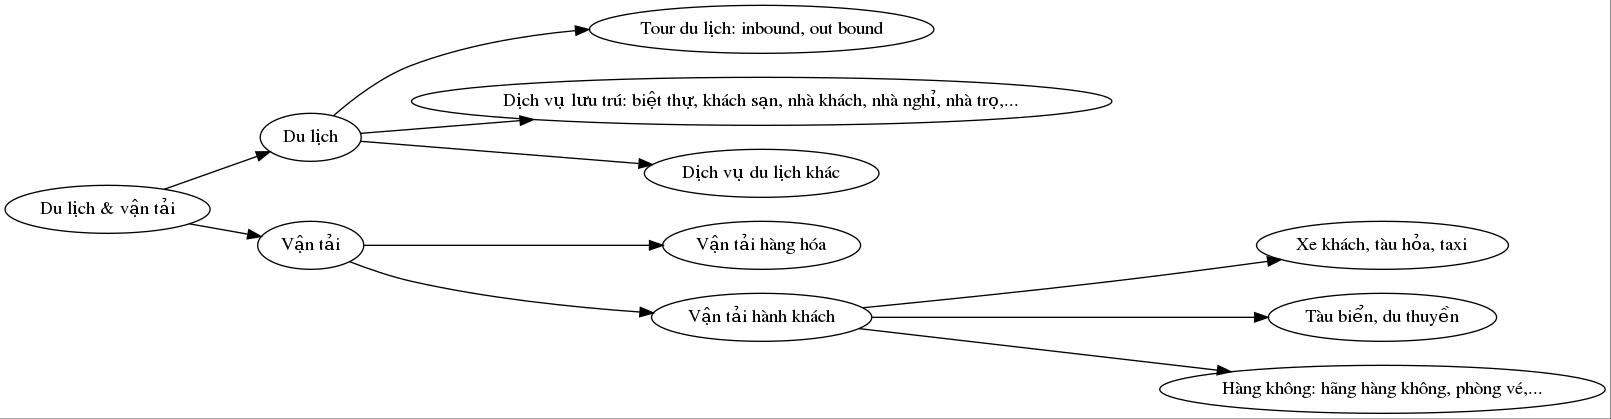 Tour du lịch: inbound, out bound
Dịch vụ lưu trú: biệt thự, khách sạn, nhà khách, nhà nghỉ, nhà trọ,...
Du lịch
Dịch vụ du lịch khác
Du lịch & vận tải
Vận tải
Vận tải hàng hóa
Xe khách, tàu hỏa, taxi
Vận tải hành khách
Tàu biển, du thuyền
Hàng không: hãng hàng không, phòng vé,...